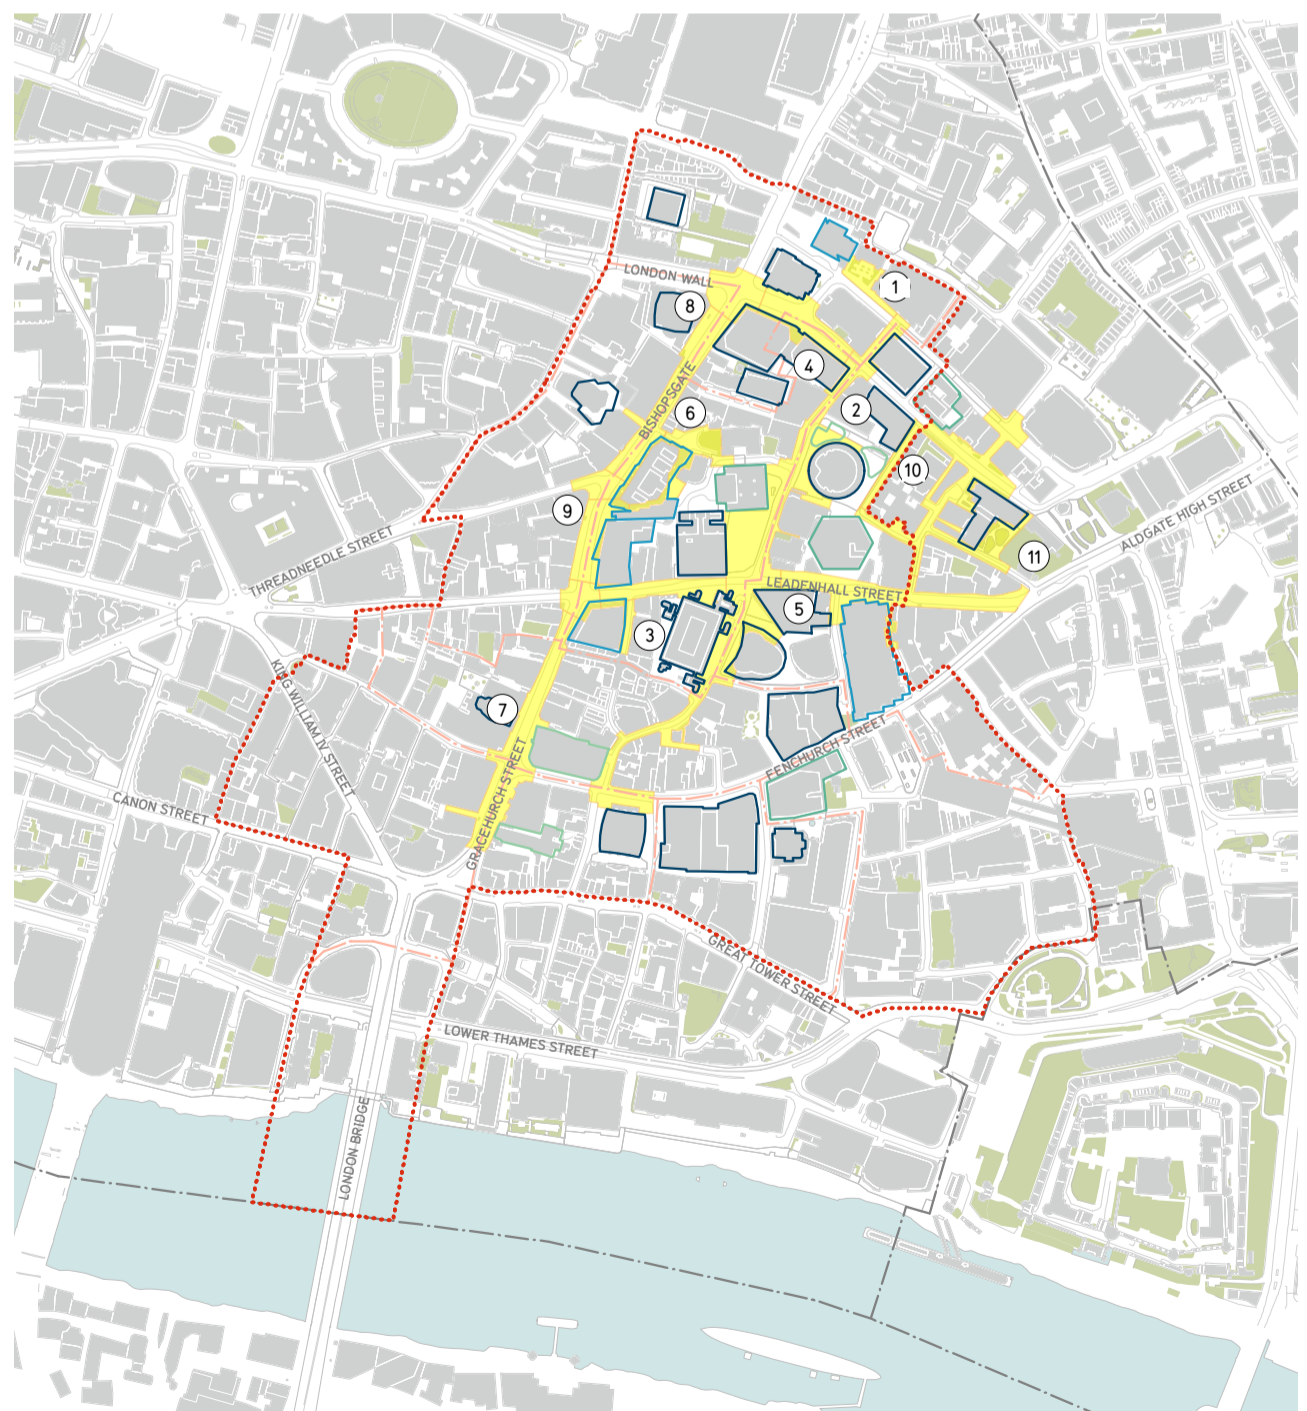 LONDON WALL
1
8
4
BISHOPSGATE
2
6
10
9
ALDGATE HIGH STREET
THREADNEEDLE STREET
11
LEADENHALL STREET
5
3
KING WILLIAM IV STREET
7
FENCHURCH STREET
CANON STREET
GRACEHURCH STREET
GREAT TOWER STREET
LOWER THAMES STREET
LONDON BRIDGE